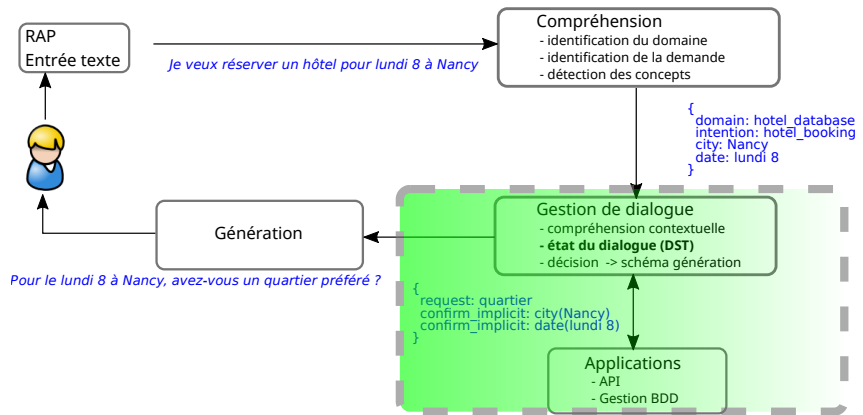 RAP
Entrée texte
Je veux réserver un hôtel pour lundi 8 à Nancy
Compréhension
- identification du domaine
- identification de la demande
- détection des concepts
{
domain: hotel_database
intention: hotel_booking
city: Nancy
date: lundi 8
}
Gestion de dialogue
- compréhension contextuelle
- état du dialogue (DST)
- décision -> schéma génération
Génération
Pour le lundi 8 à Nancy, avez-vous un quartier préféré ?
{
request: quartier
confirm_implicit: city(Nancy)
confirm_implicit: date(lundi 8)
}
Applications
- API
- Gestion BDD